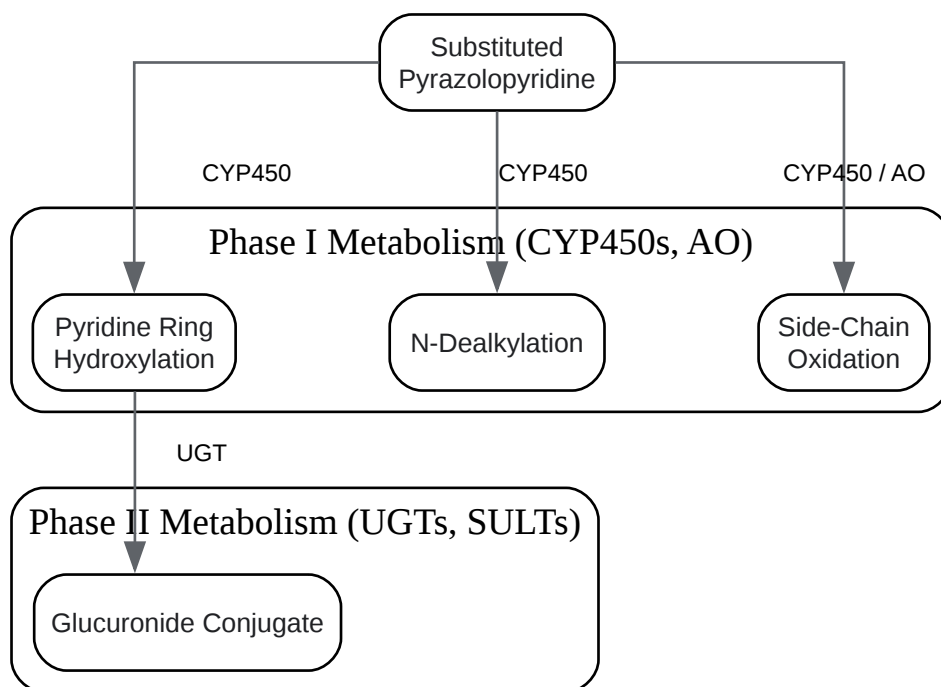 Substituted
Pyrazolopyridine
CYP450
CYP450
CYP450 / AO
Phase I Metabolism (CYP450s, AO)
Pyridine Ring
Hydroxylation
N-Dealkylation
Side-Chain
Oxidation
UGT
Phase II Metabolism (UGTs, SULTs)
Glucuronide Conjugate